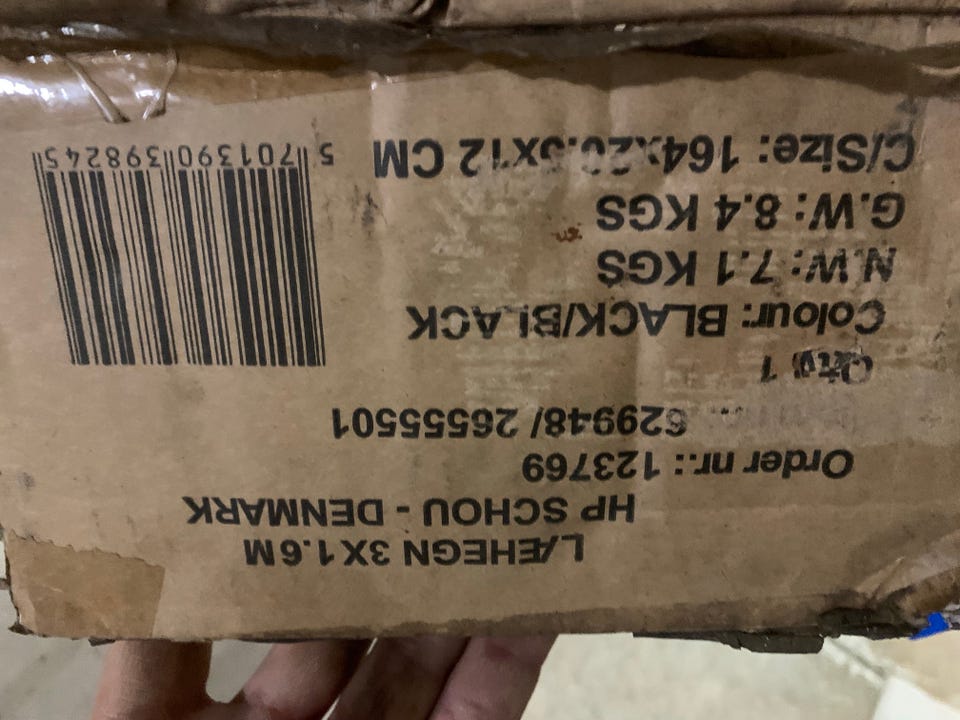 LÆHEGN 3X1.6M
HP SCHOU - DENMARK
Order nr.: 123769
629948/ 26555501
Qty 1
Colour: BLACK/BLACK
N.W: 7.1 KGS
G.W: 8.4 KGS
C/Size: 164x20.5x12 CM
5 701390 398245